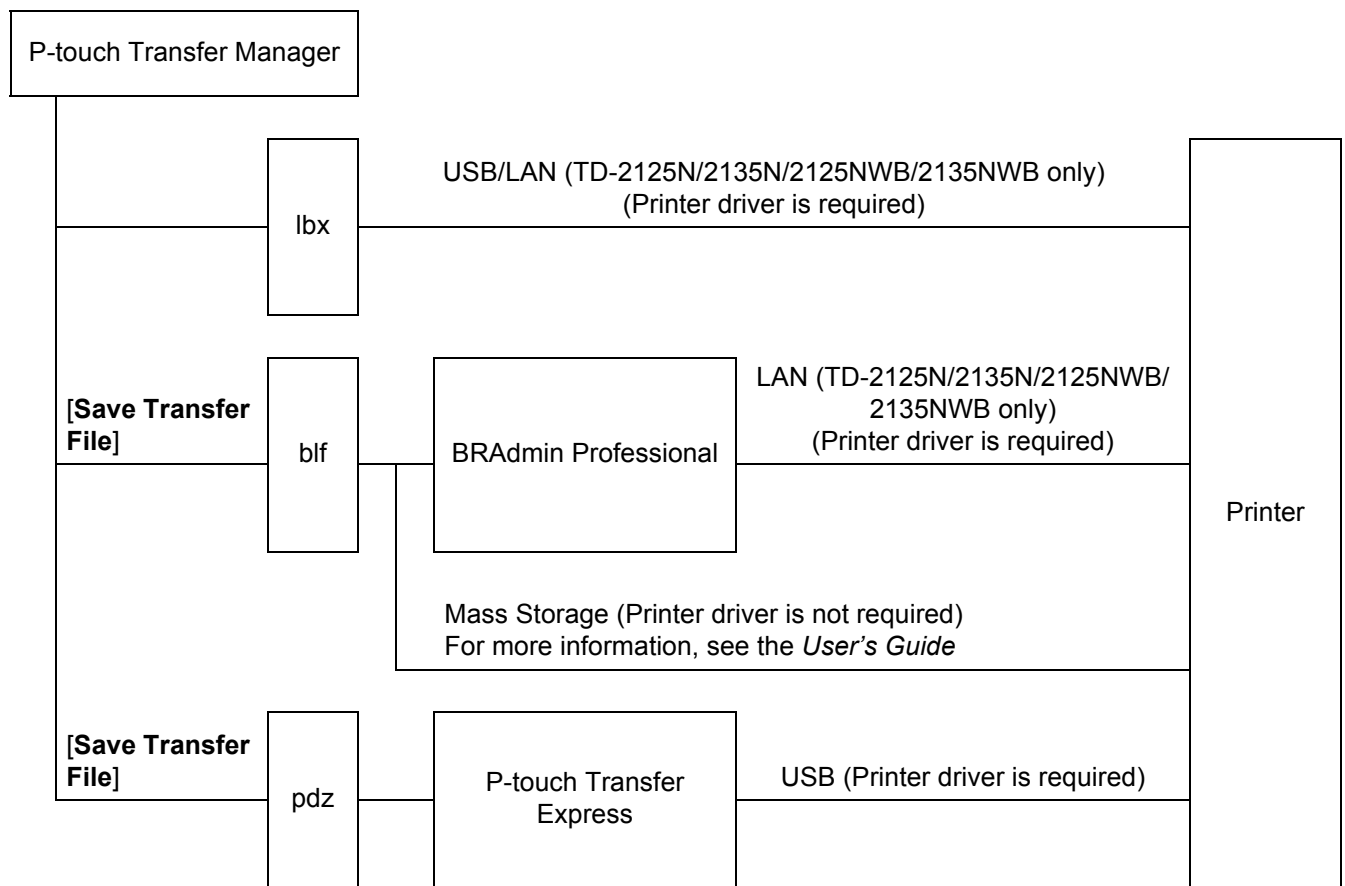 P-touch Transfer Manager
USB/LAN (TD-2125N/2135N/2125NWB/2135NWB only)
(Printer driver is required)
lbx
[Save Transfer
File]
blf
BRAdmin Professional
LAN (TD-2125N/2135N/2125NWB/
2135NWB only)
(Printer driver is required)
Printer
Mass Storage (Printer driver is not required)
For more information, see the User’s Guide
[Save Transfer
File]
pdz
P-touch Transfer
Express
USB (Printer driver is required)